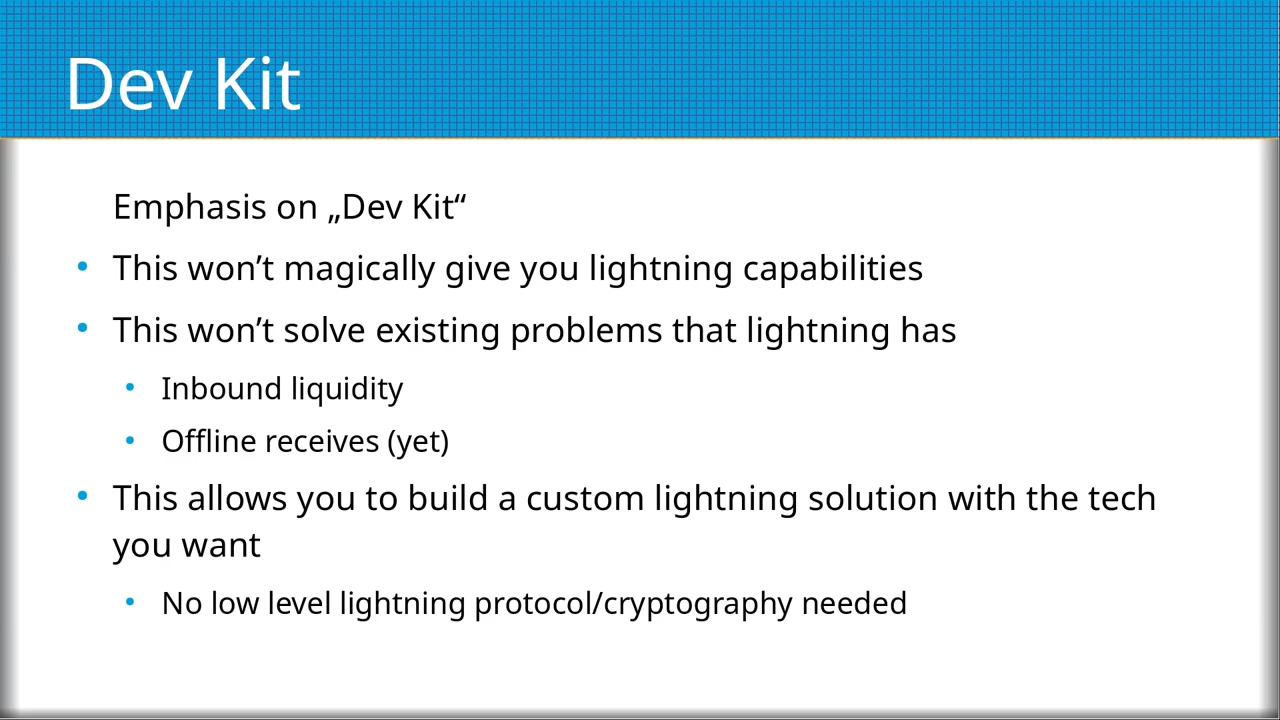 Dev Kit
Emphasis on „Dev Kit“
• This won’t magically give you lightning capabilities
• This won’t solve existing problems that lightning has
• Inbound liquidity
• Offline receives (yet)
• This allows you to build a custom lightning solution with the tech
you want
• No low level lightning protocol/cryptography needed